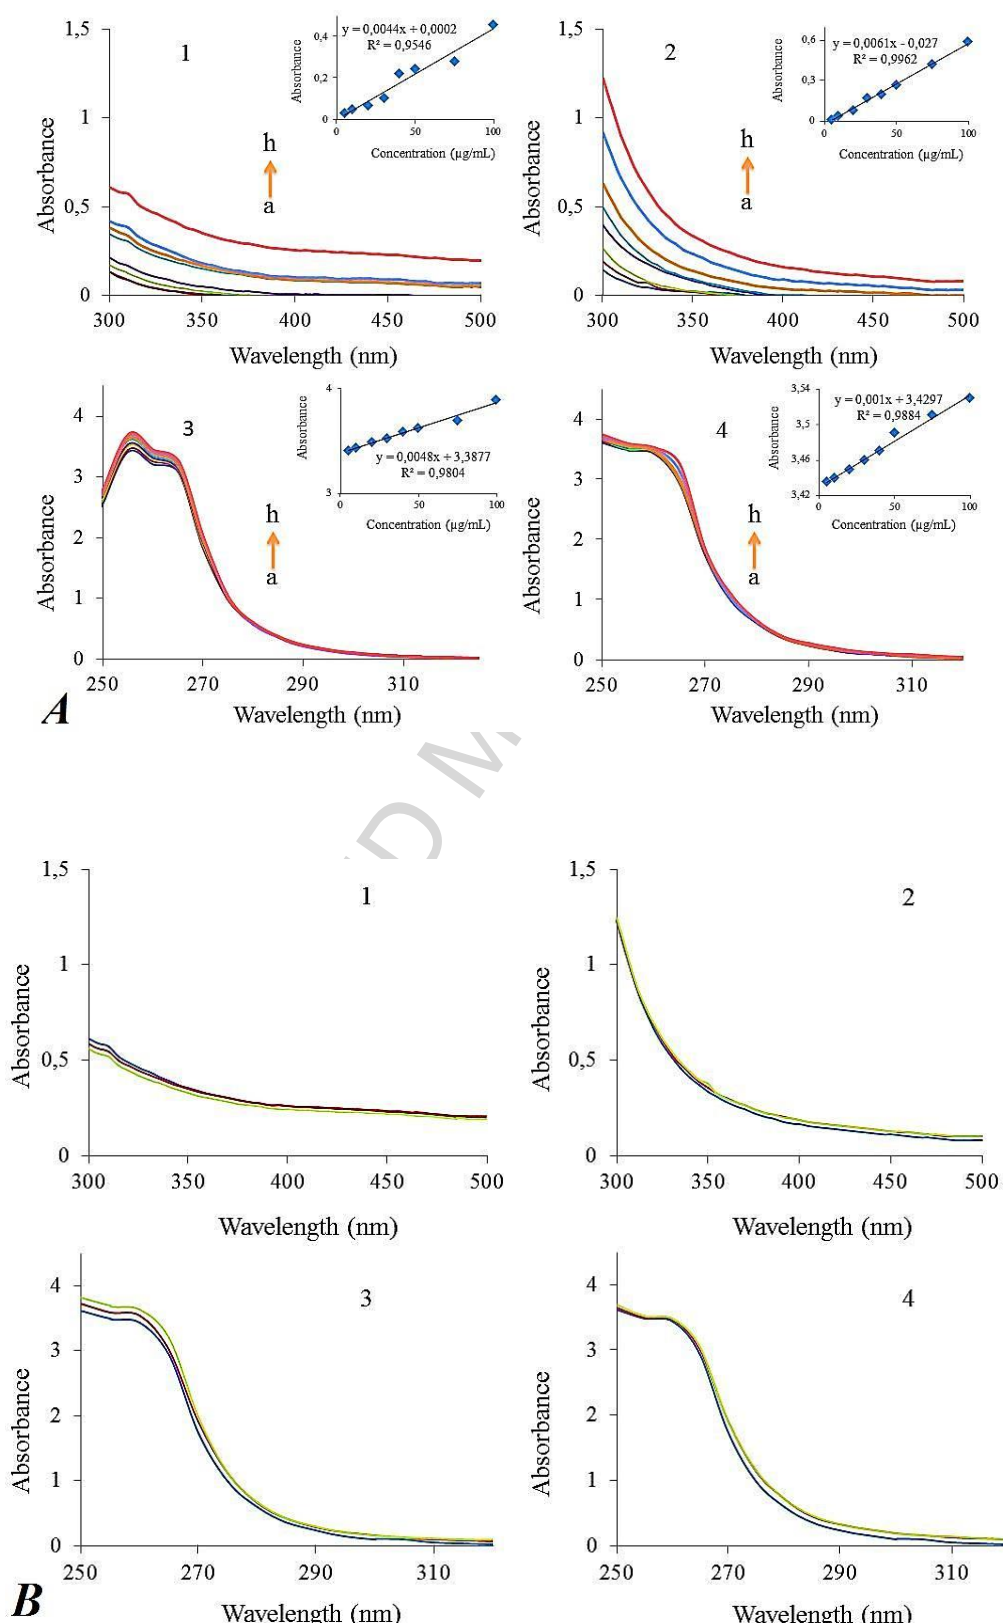 1,5
1
0,5
0
Absorbance
1
y = 0,0044x + 0,0002
R² = 0,9546
0,4
0,2
0
Absorbance
0
50
100
Concentration (µg/mL)
h
a
300
350
400
450
500
Wavelength (nm)
1,5
1
0,5
0
Absorbance
2
y = 0,0061x - 0,027
R² = 0,9962
0,6
0,3
0
Absorbance
0
50
100
Concentration (µg/mL)
h
a
300
350
400
450
500
Wavelength (nm)
4
3
2
1
0
Absorbance
3
4
3
Absorbance
y = 0,0048x + 3,3877
R² = 0,9804
0
50
100
Concentration (µg/mL)
h
a
250
270
290
310
Wavelength (nm)
4
3
2
1
0
Absorbance
4
3,54
3,5
3,46
3,42
Absorbance
y = 0,001x + 3,4297
R² = 0,9884
0
50
100
Concentration (µg/mL)
h
a
250
270
290
310
Wavelength (nm)
A
D M
1,5
1
0,5
0
Absorbance
1
300
350
400
450
500
Wavelength (nm)
1,5
1
0,5
0
Absorbance
2
300
350
400
450
500
Wavelength (nm)
4
3
2
1
0
Absorbance
3
250
270
290
310
Wavelength (nm)
4
3
2
1
0
Absorbance
4
250
270
290
310
Wavelength (nm)
B